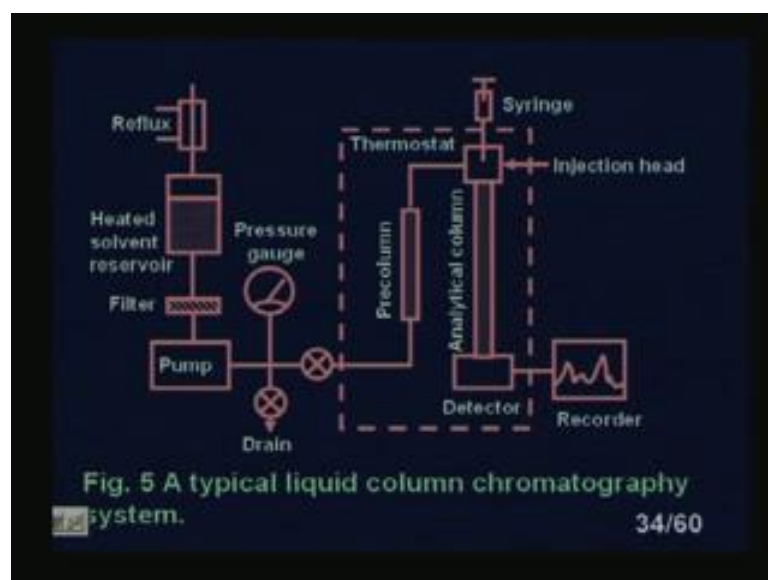 Reflux
Syringe
Thermostat
Injection head
Heated
solvent
reservoir
Pressure
gauge
Precolumn
Analytical column
Filter
Pump
Detector
Recorder
Drain
Fig. 5 A typical liquid column chromatography
system.
34/60